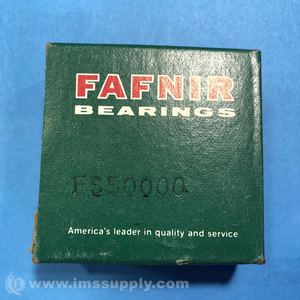 FAFNIR
BEARINGS
FS50000
America's leader in quality and service
© www.imssupply.com